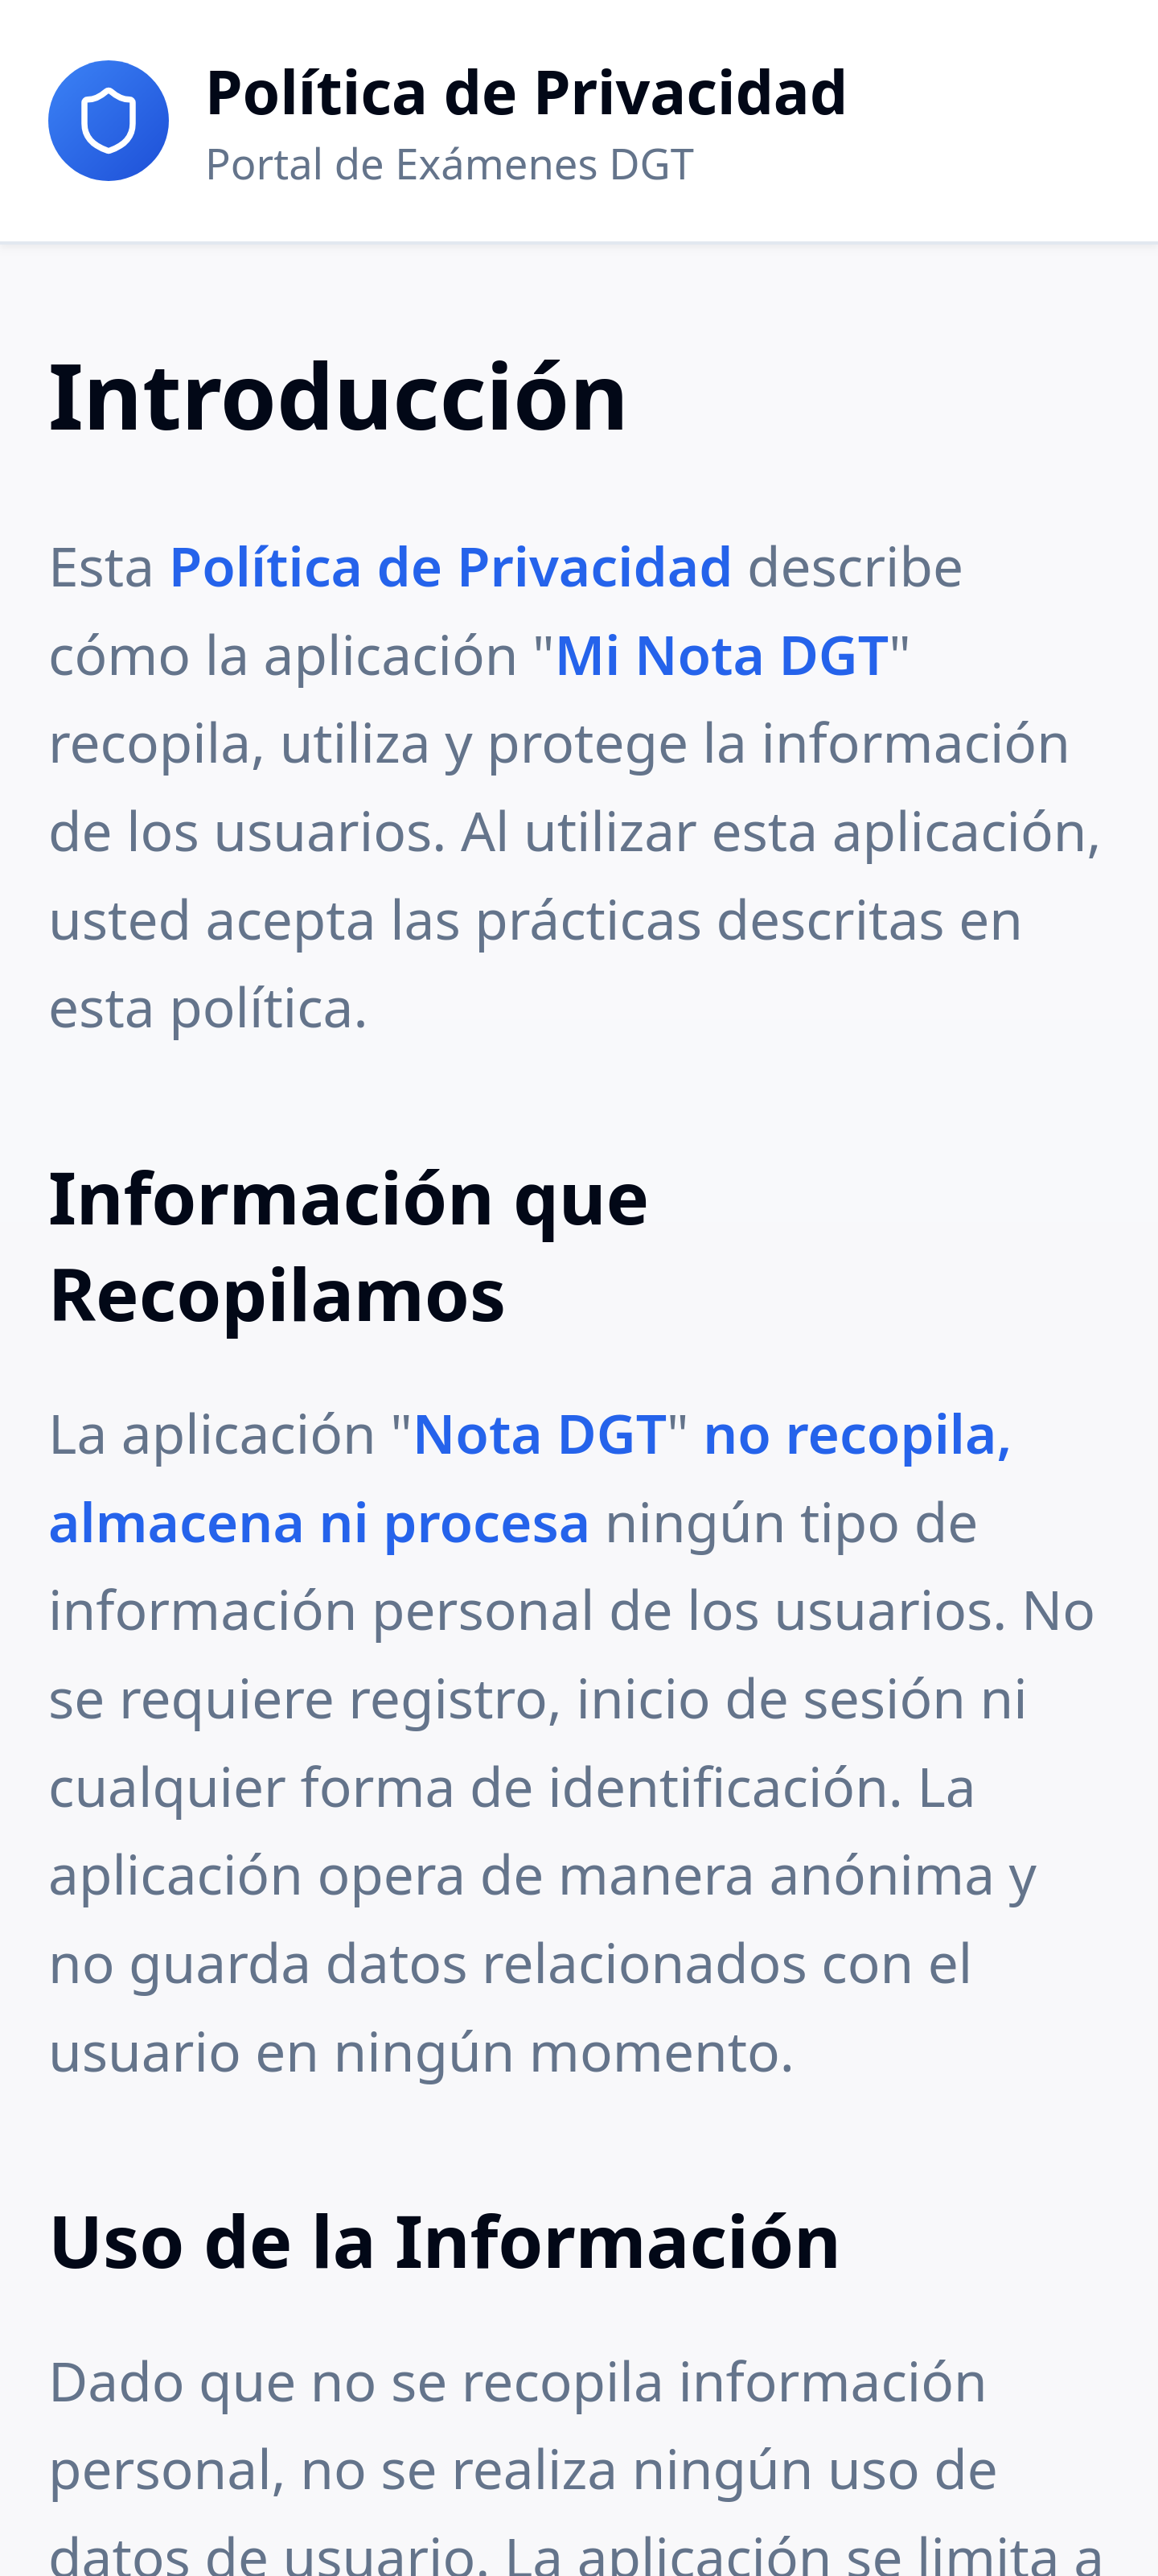 Política de Privacidad
Portal de Exámenes DGT
Introducción
Esta Política de Privacidad describe
cómo la aplicación "Mi Nota DGT"
recopila, utiliza y protege la información
de los usuarios. Al utilizar esta aplicación,
usted acepta las prácticas descritas en
esta política.
Información que
Recopilamos
La aplicación "Nota DGT" no recopila,
almacena ni procesa ningún tipo de
información personal de los usuarios. No
se requiere registro, inicio de sesión ni
cualquier forma de identificación. La
aplicación opera de manera anónima y
no guarda datos relacionados con el
usuario en ningún momento.
Uso de la Información
Dado que no se recopila información
personal, no se realiza ningún uso de
datos de usuario. La aplicación se limita a